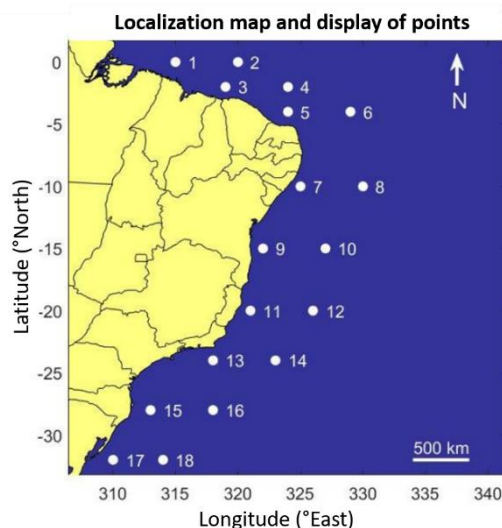 Localization map and display of points
0
-5
-10
-15
-20
-25
-30
Latitude (°North)
1 2
3 4
5 6
7 8
9 10
11 12
13 14
15 16
17 18
N
500 km
310 315 320 325 330 335 340
Longitude (°East)